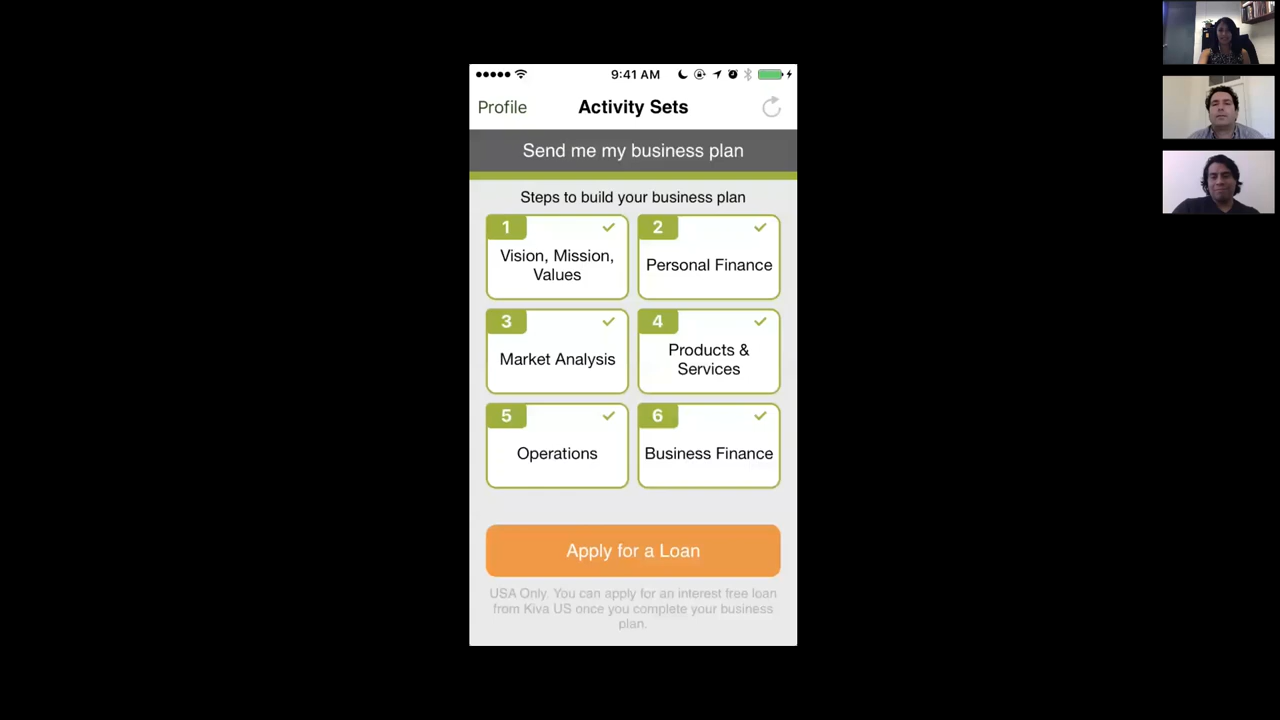 9:41 AM
Profile
Activity Sets
Send me my business plan
Steps to build your business plan
1
Vision, Mission,
Values
2
Personal Finance
3
Market Analysis
4
Products &
Services
5
Operations
6
Business Finance
Apply for a Loan
USA Only. You can apply for an interest free loan
from Kiva US once you complete your business
plan.